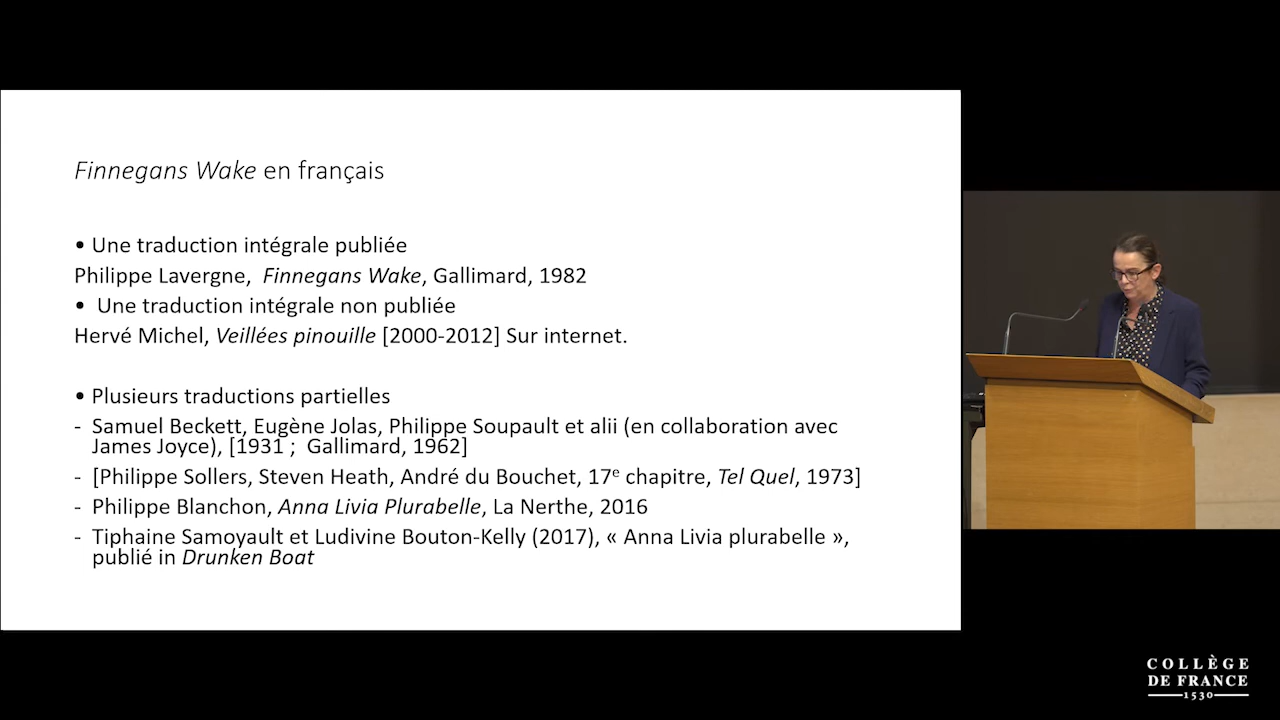 Finnegans Wake en français
• Une traduction intégrale publiée
Philippe Lavergne, Finnegans Wake, Gallimard, 1982
• Une traduction intégrale non publiée
Hervé Michel, Veillées pinouille [2000-2012] Sur internet.
• Plusieurs traductions partielles
- Samuel Beckett, Eugène Jolas, Philippe Soupault et alii (en collaboration avec
James Joyce), [1931 ; Gallimard, 1962]
- [Philippe Sollers, Steven Heath, André du Bouchet, 17e chapitre, Tel Quel, 1973]
- Philippe Blanchon, Anna Livia Plurabelle, La Nerthe, 2016
- Tiphaine Samoyault et Ludivine Bouton-Kelly (2017), « Anna Livia plurabelle »,
publié in Drunken Boat
COLLÈGE
DE FRANCE
1530